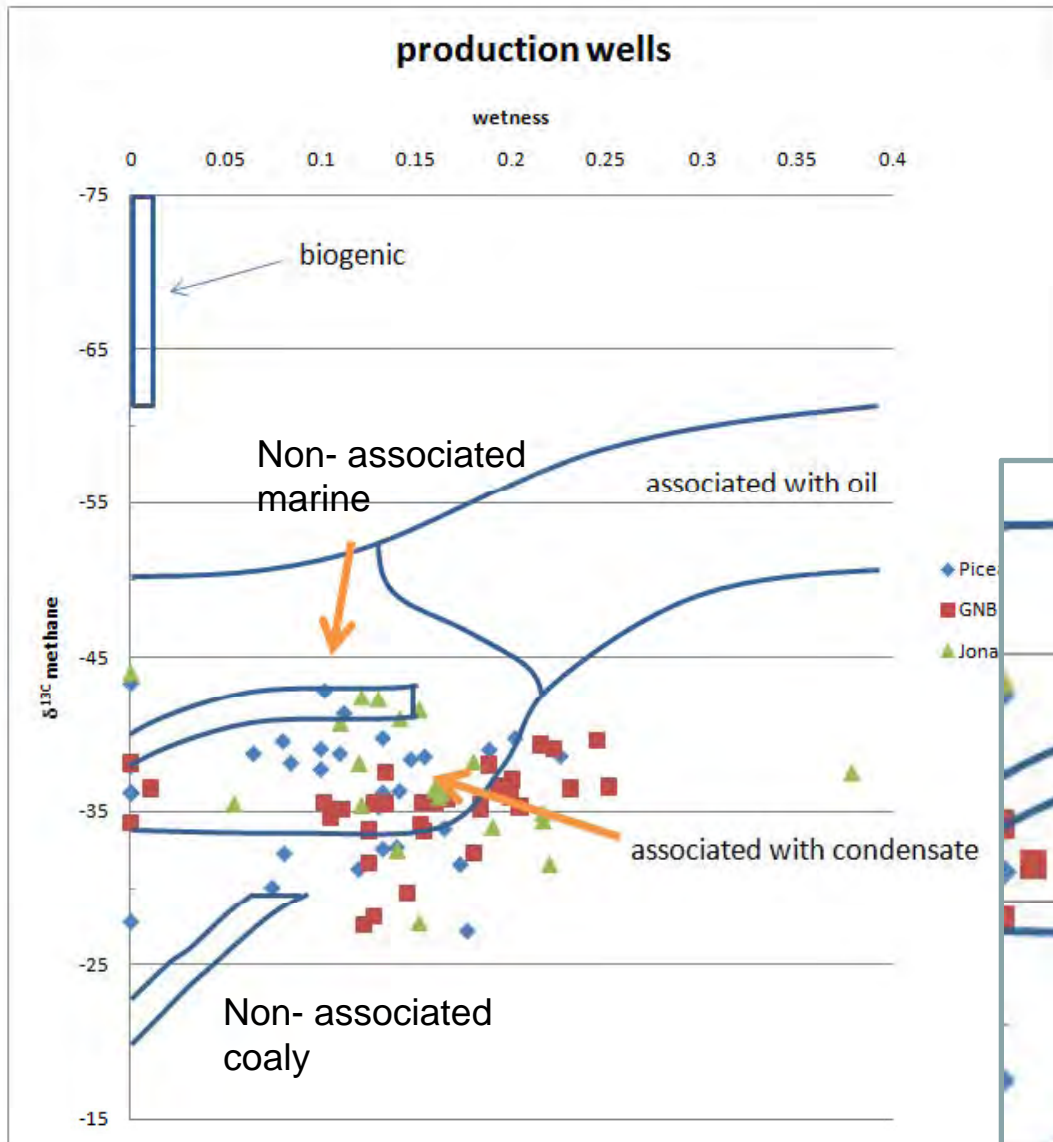 production wells
wetness
0 0.05 0.1 0.15 0.2 0.25 0.3 0.35 0.4
-75
biogenic
-65
Non- associated
marine
associated with oil
-55
GNB
-45
δ13C methane
-35
associated with condensate
-25
Non- associated
coaly
-15